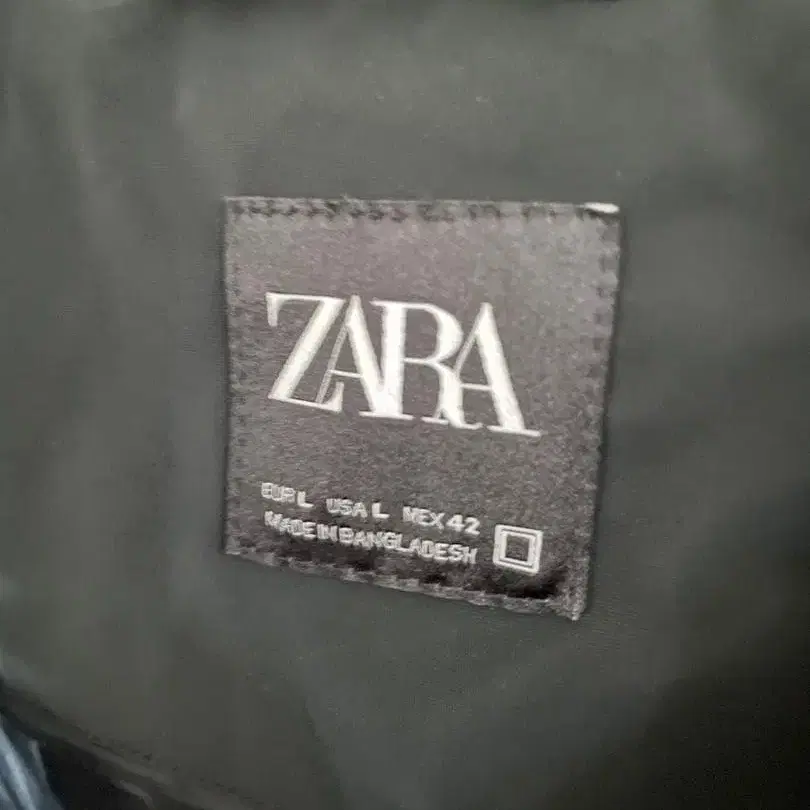 ZARA
EUR L USA L MEX 42
MADE IN BANGLADESH